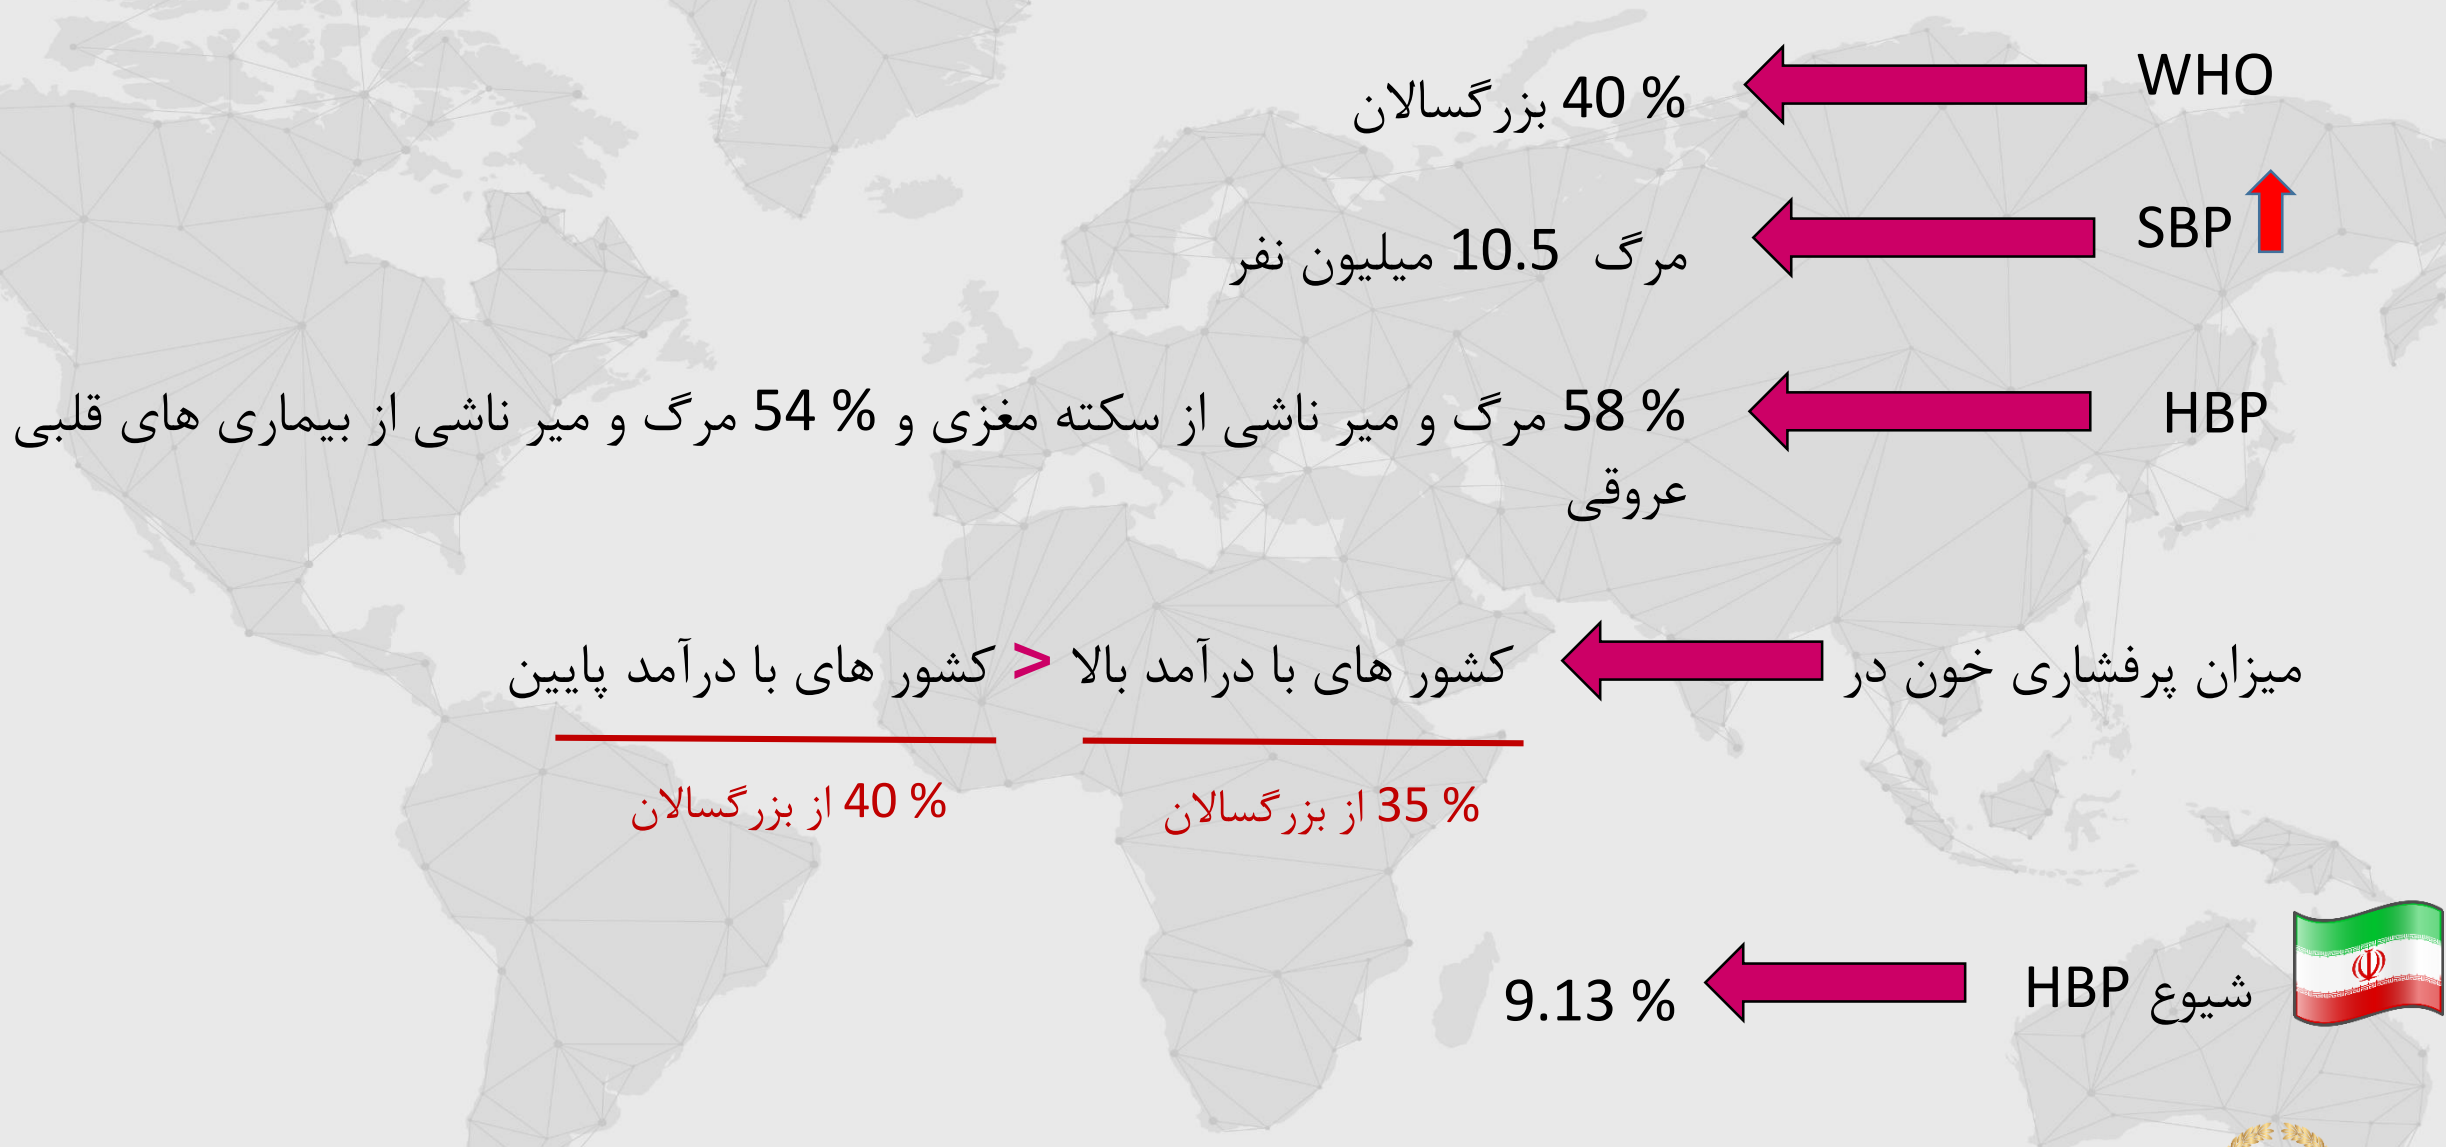 WHO
% 40 بزرگسالان
SBP
مرگ 10.5 میلیون نفر
HBP
% 58 مرگ و میر ناشی از سکته مغزی و % 54 مرگ و میر ناشی از بیماری های قلبی
عروقی
میزان پرفشاری خون در
کشور های با درآمد بالا > کشور های با درآمد پایین
% 35 از بزرگسالان
% 40 از بزرگسالان
شیوع HBP
9.13 %